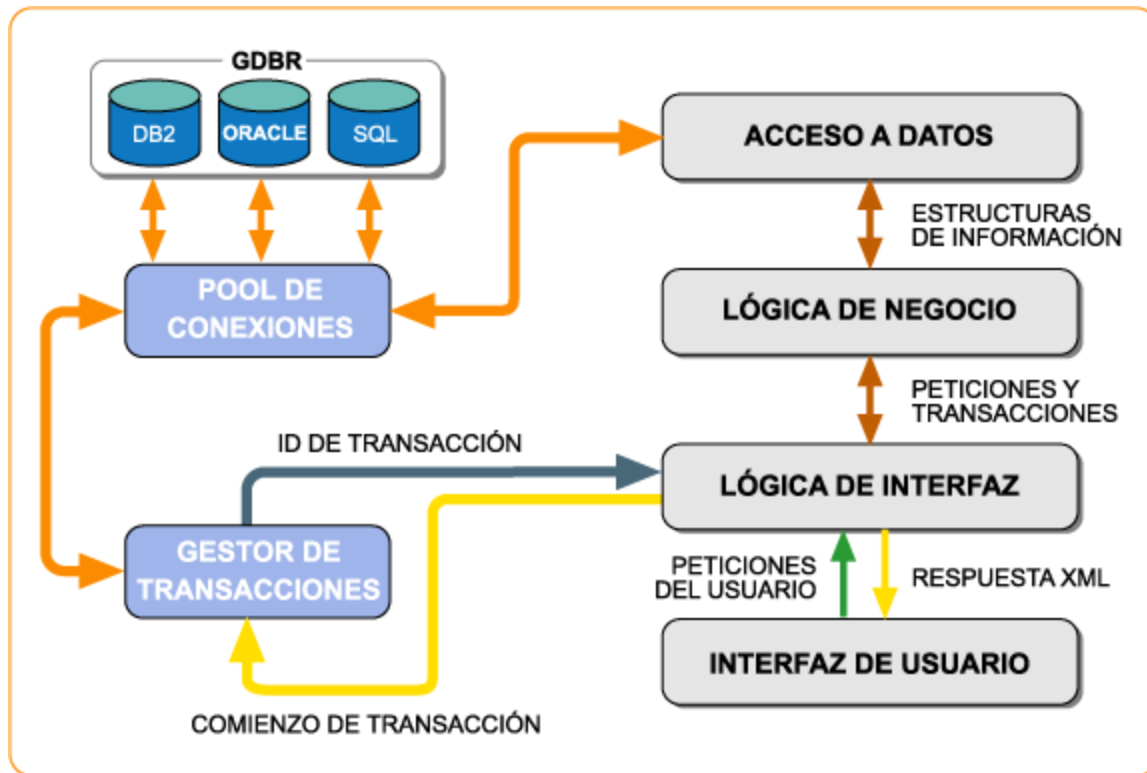 GDBR
DB2
ORACLE
SQL
ACCESO A DATOS
ESTRUCTURAS
DE INFORMACIÓN
POOL DE
CONEXIONES
LÓGICA DE NEGOCIO
PETICIONES Y
TRANSACCIONES
ID DE TRANSACCIÓN
LÓGICA DE INTERFAZ
GESTOR DE
TRANSACCIONES
PETICIONES
DEL USUARIO
RESPUESTA XML
INTERFAZ DE USUARIO
COMIENZO DE TRANSACCIÓN